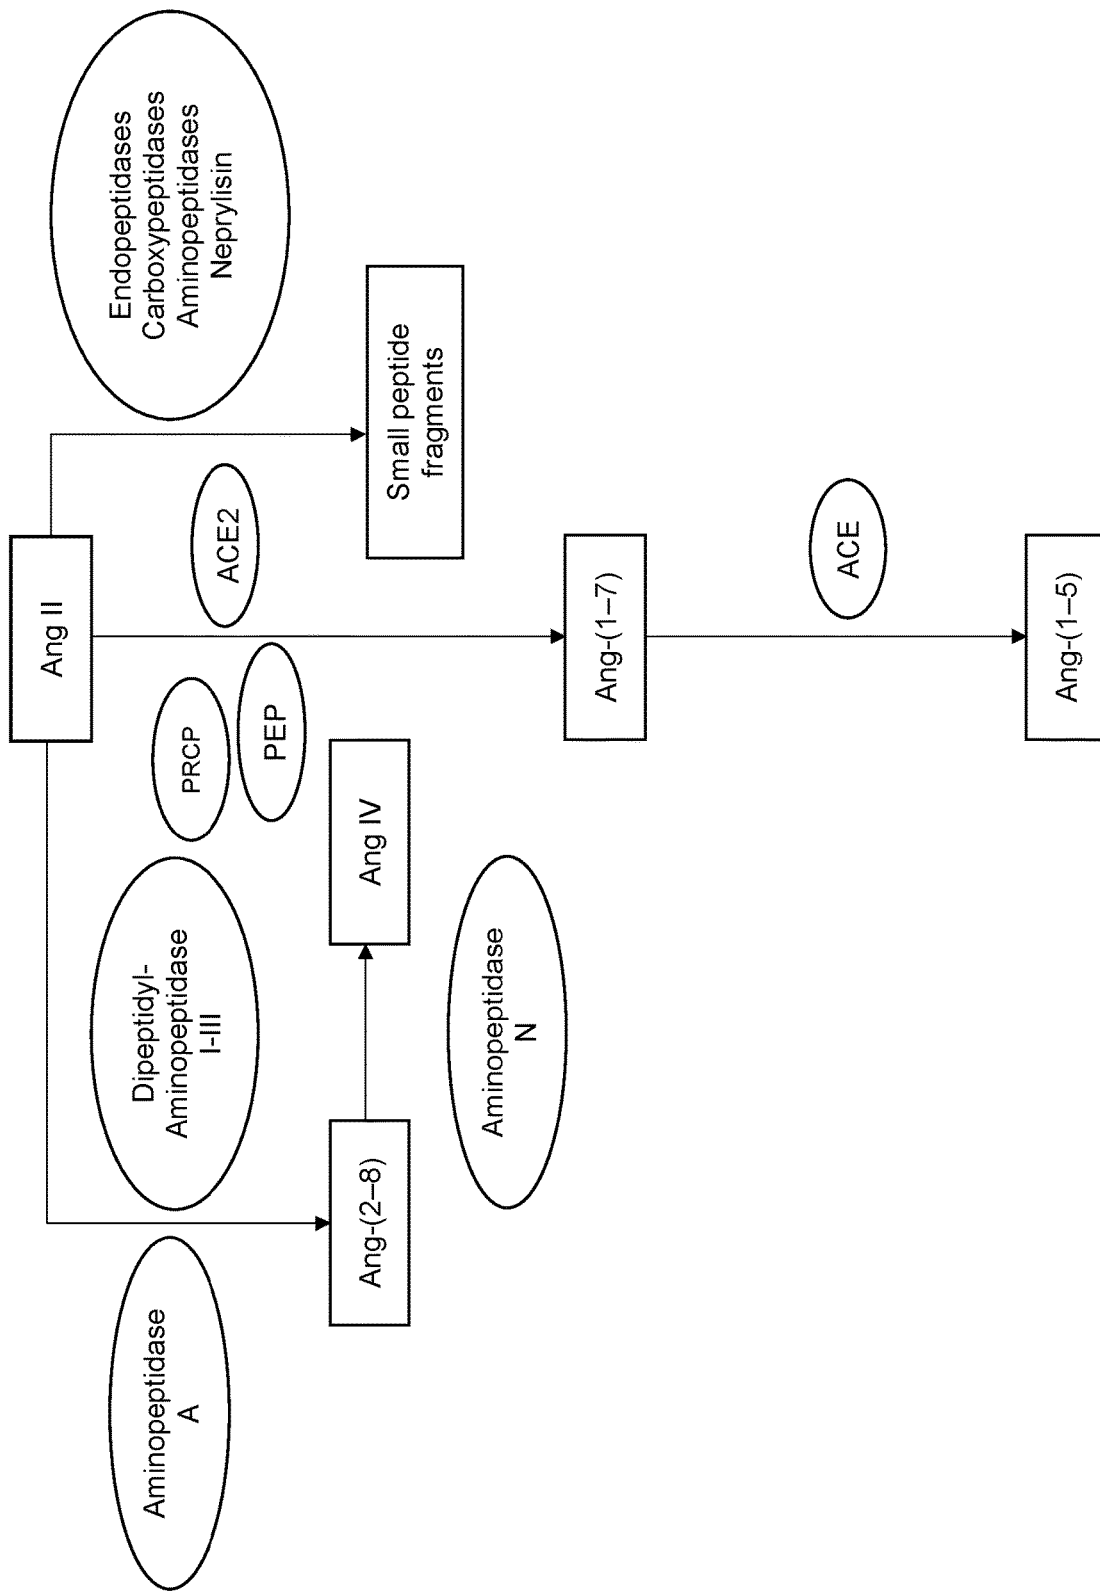 Ang II
Endopeptidases
Carboxypeptidases
Aminopeptidases
Neprylisin
ACE2
PRCP
PEP
Dipeptidyl-
Aminopeptidase
I-III
Aminopeptidase
A
Small peptide
fragments
Ang-(2–8)
Ang IV
Aminopeptidase
N
Ang-(1–7)
ACE
Ang-(1–5)